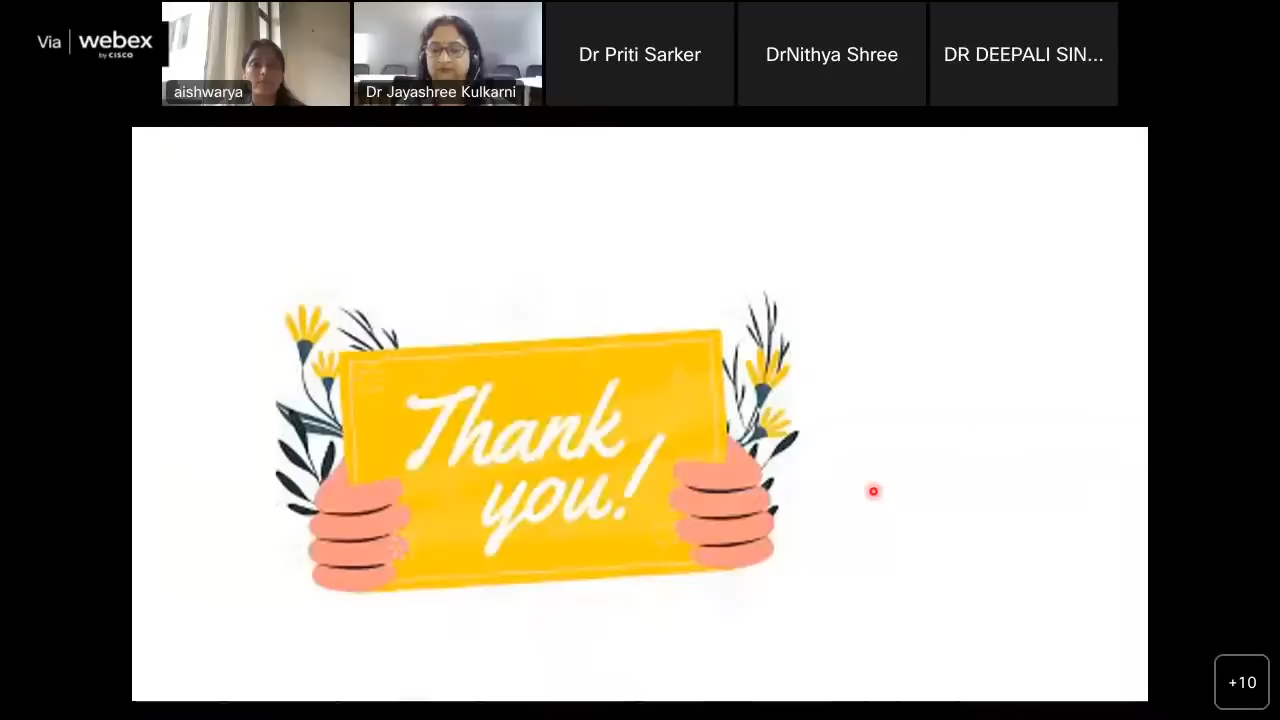 Via webex
by CISCO
aishwarya
Dr Jayashree Kulkarni
Dr Priti Sarker
DrNithya Shree
DR DEEPALI SIN...
Thank
you!
+10